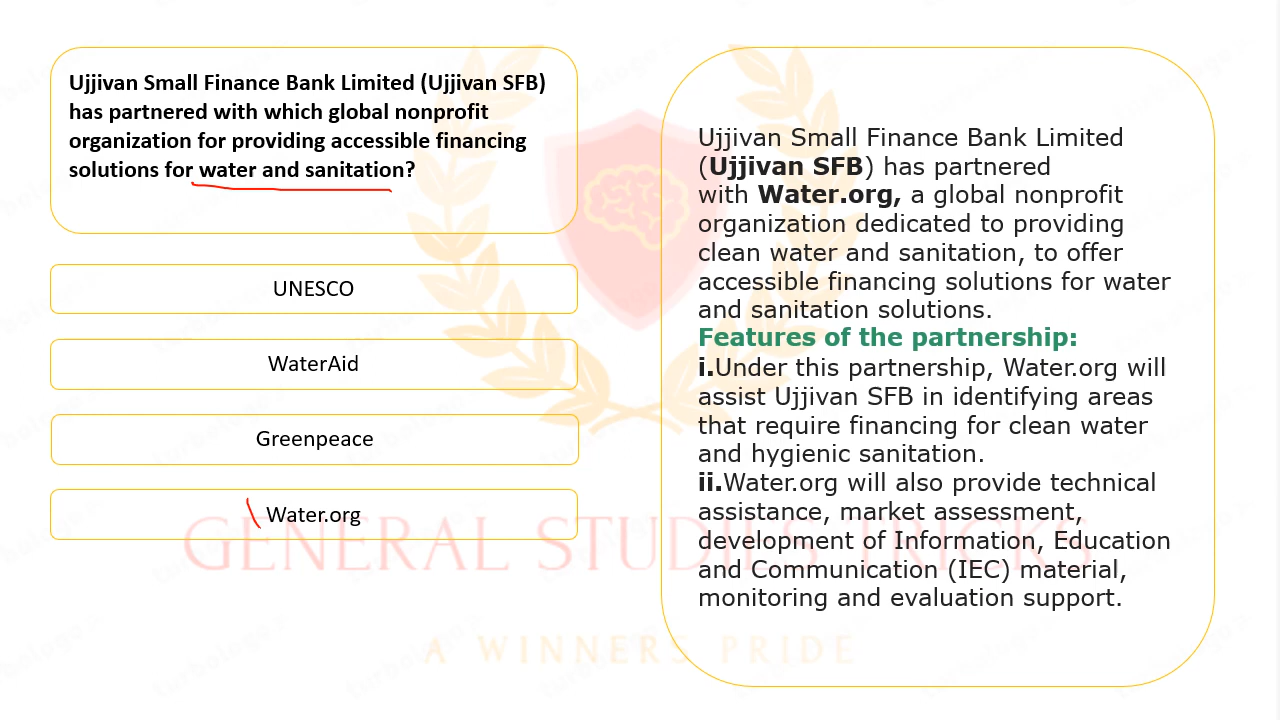 Ujjivan Small Finance Bank Limited (Ujjivan SFB)
has partnered with which global nonprofit
organization for providing accessible financing
solutions for water and sanitation?
UNESCO
WaterAid
Greenpeace
Water.org
Ujjivan Small Finance Bank Limited
(Ujjivan SFB) has partnered
with Water.org, a global nonprofit
organization dedicated to providing
clean water and sanitation, to offer
accessible financing solutions for water
and sanitation solutions.
Features of the partnership:
i.Under this partnership, Water.org will
assist Ujjivan SFB in identifying areas
that require financing for clean water
and hygienic sanitation.
ii.Water.org will also provide technical
assistance, market assessment,
development of Information, Education
and Communication (IEC) material,
monitoring and evaluation support.
GENERAL STUDIES TRICKS
A WINNERS PRIDE